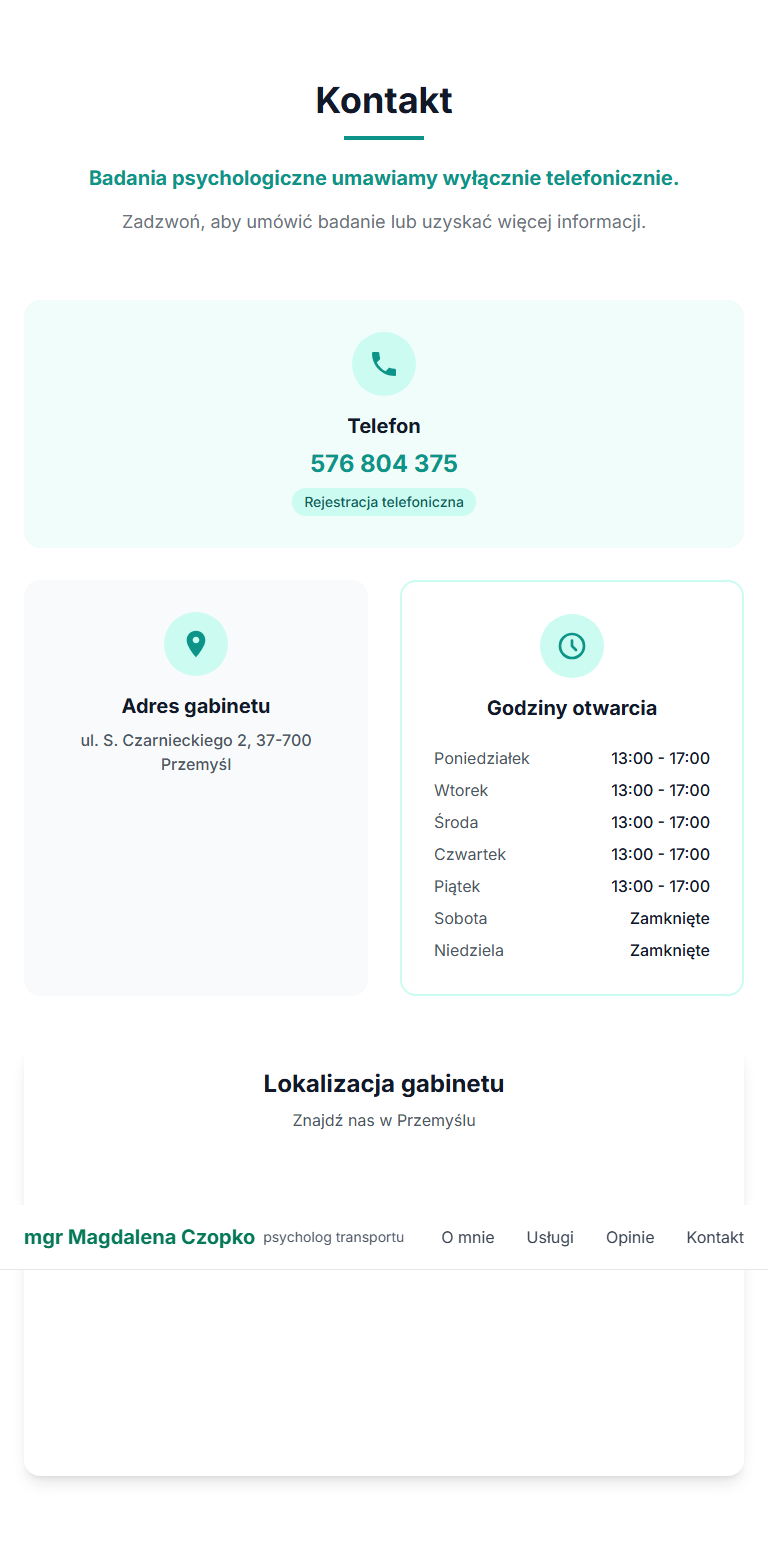 Kontakt
Badania psychologiczne umawiamy wyłącznie telefonicznie.
Zadzwoń, aby umówić badanie lub uzyskać więcej informacji.
Telefon
576 804 375
Rejestracja telefoniczna
Adres gabinetu
ul. S. Czarnieckiego 2, 37-700
Przemyśl
Godziny otwarcia
Poniedziałek 13:00 - 17:00
Wtorek 13:00 - 17:00
Środa 13:00 - 17:00
Czwartek 13:00 - 17:00
Piątek 13:00 - 17:00
Sobota Zamknięte
Niedziela Zamknięte
Lokalizacja gabinetu
Znajdź nas w Przemyślu
mgr Magdalena Czopko psycholog transportu O mnie Usługi Opinie Kontakt